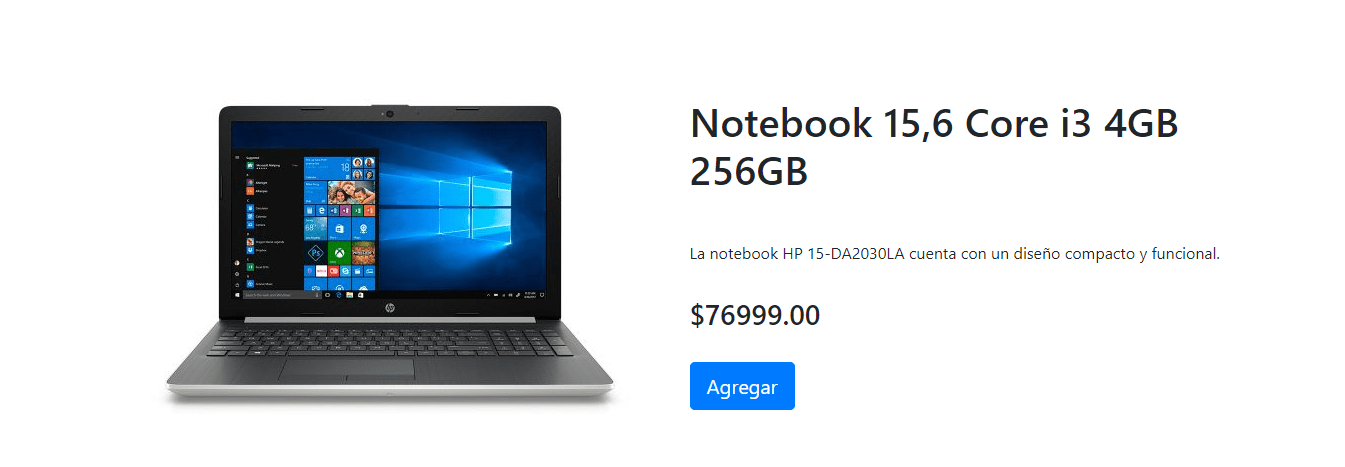 Notebook 15,6 Core i3 4GB
256GB
La notebook HP 15-DA2030LA cuenta con un diseño compacto y funcional.
$76999.00
Agregar
hp